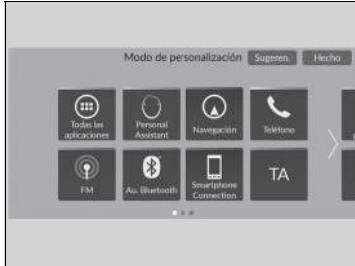 Modo de personalización
Sugeren.
Hecho
Todas las
aplicaciones
Personal
Assistant
Navegación
Teléfono
FM
Au. Bluetooth
Smartphone
Connection
TA